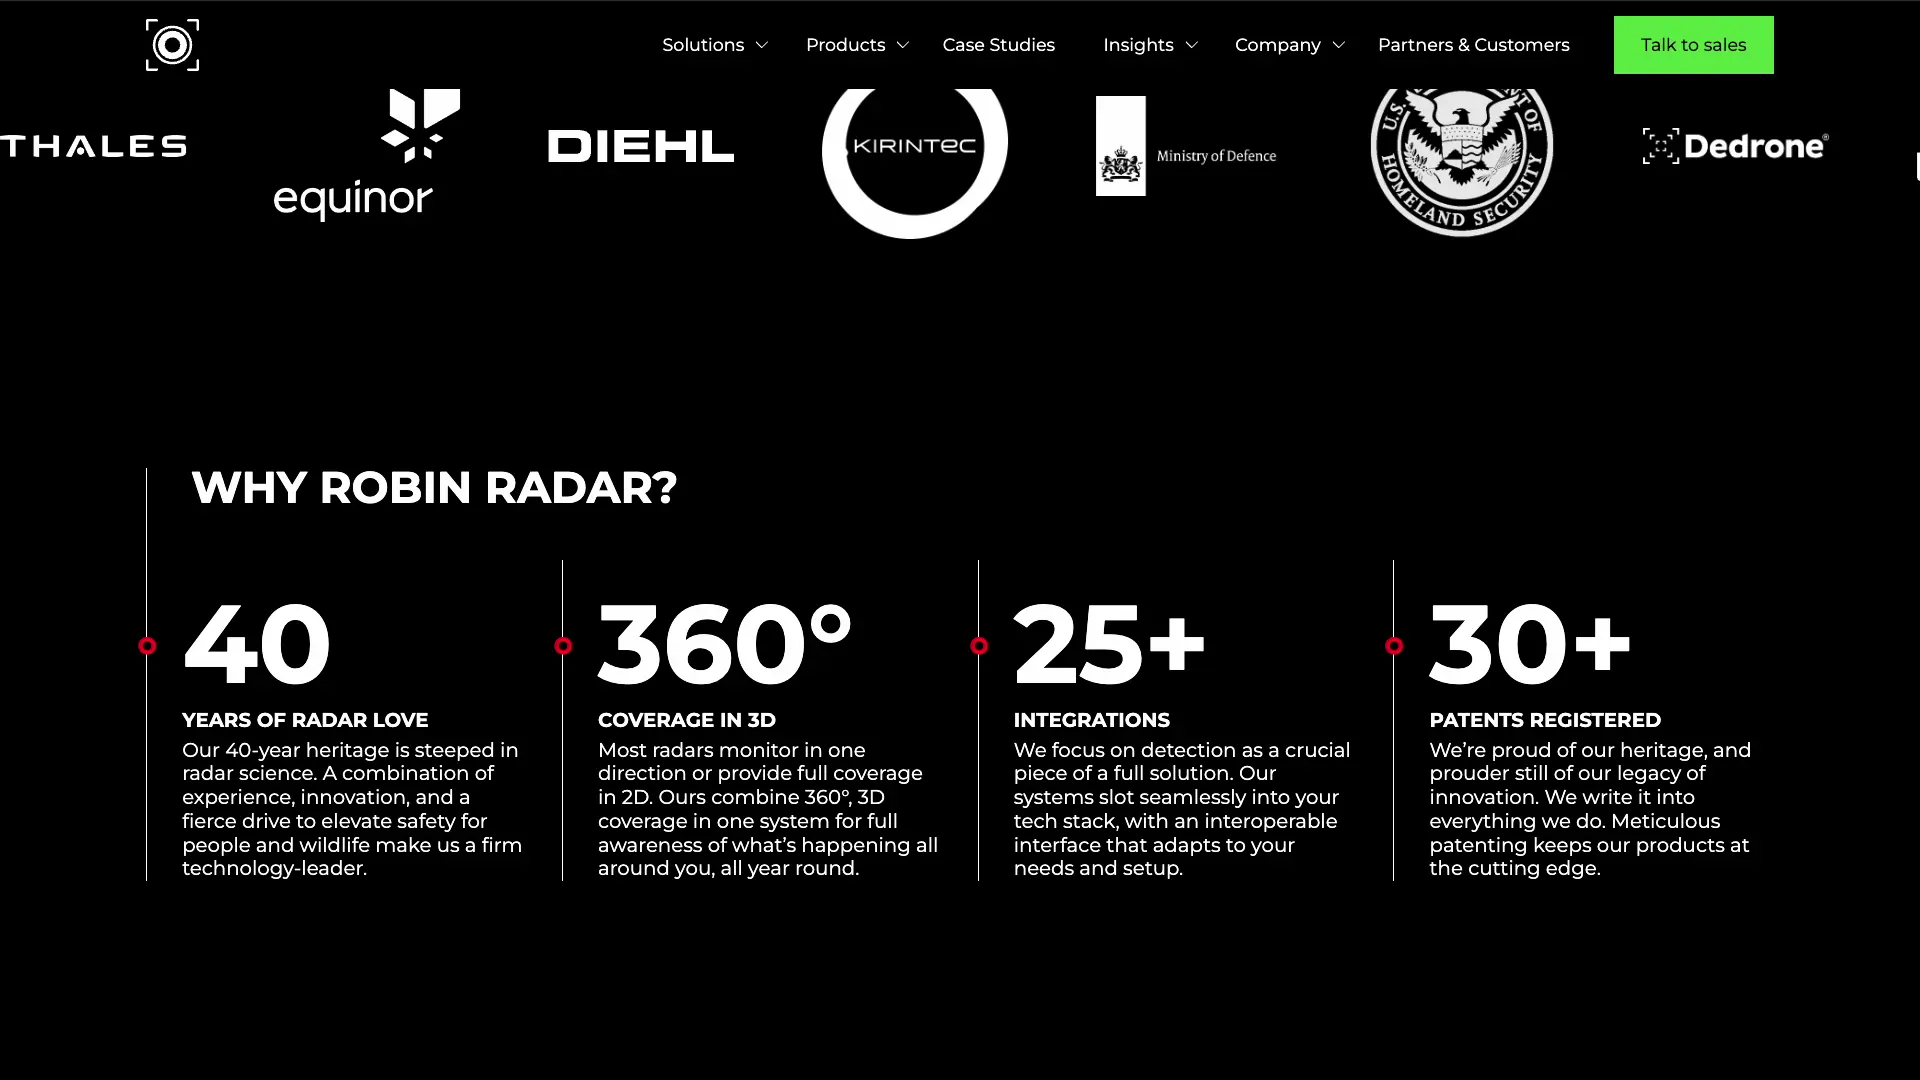 Solutions
Products
Case Studies
Insights
Company
Partners & Customers
Talk to sales
THALES
equinor
DIEHL
KIRINTEC
Ministry of Defence
U.S.
T OF
HOMELAND SECURITY
Dedrone®
WHY ROBIN RADAR?
40
YEARS OF RADAR LOVE
Our 40-year heritage is steeped in
radar science. A combination of
experience, innovation, and a
fierce drive to elevate safety for
people and wildlife make us a firm
technology-leader.
360°
COVERAGE IN 3D
Most radars monitor in one
direction or provide full coverage
in 2D. Ours combine 360°, 3D
coverage in one system for full
awareness of what’s happening all
around you, all year round.
25+
INTEGRATIONS
We focus on detection as a crucial
piece of a full solution. Our
systems slot seamlessly into your
tech stack, with an interoperable
interface that adapts to your
needs and setup.
30+
PATENTS REGISTERED
We’re proud of our heritage, and
prouder still of our legacy of
innovation. We write it into
everything we do. Meticulous
patenting keeps our products at
the cutting edge.